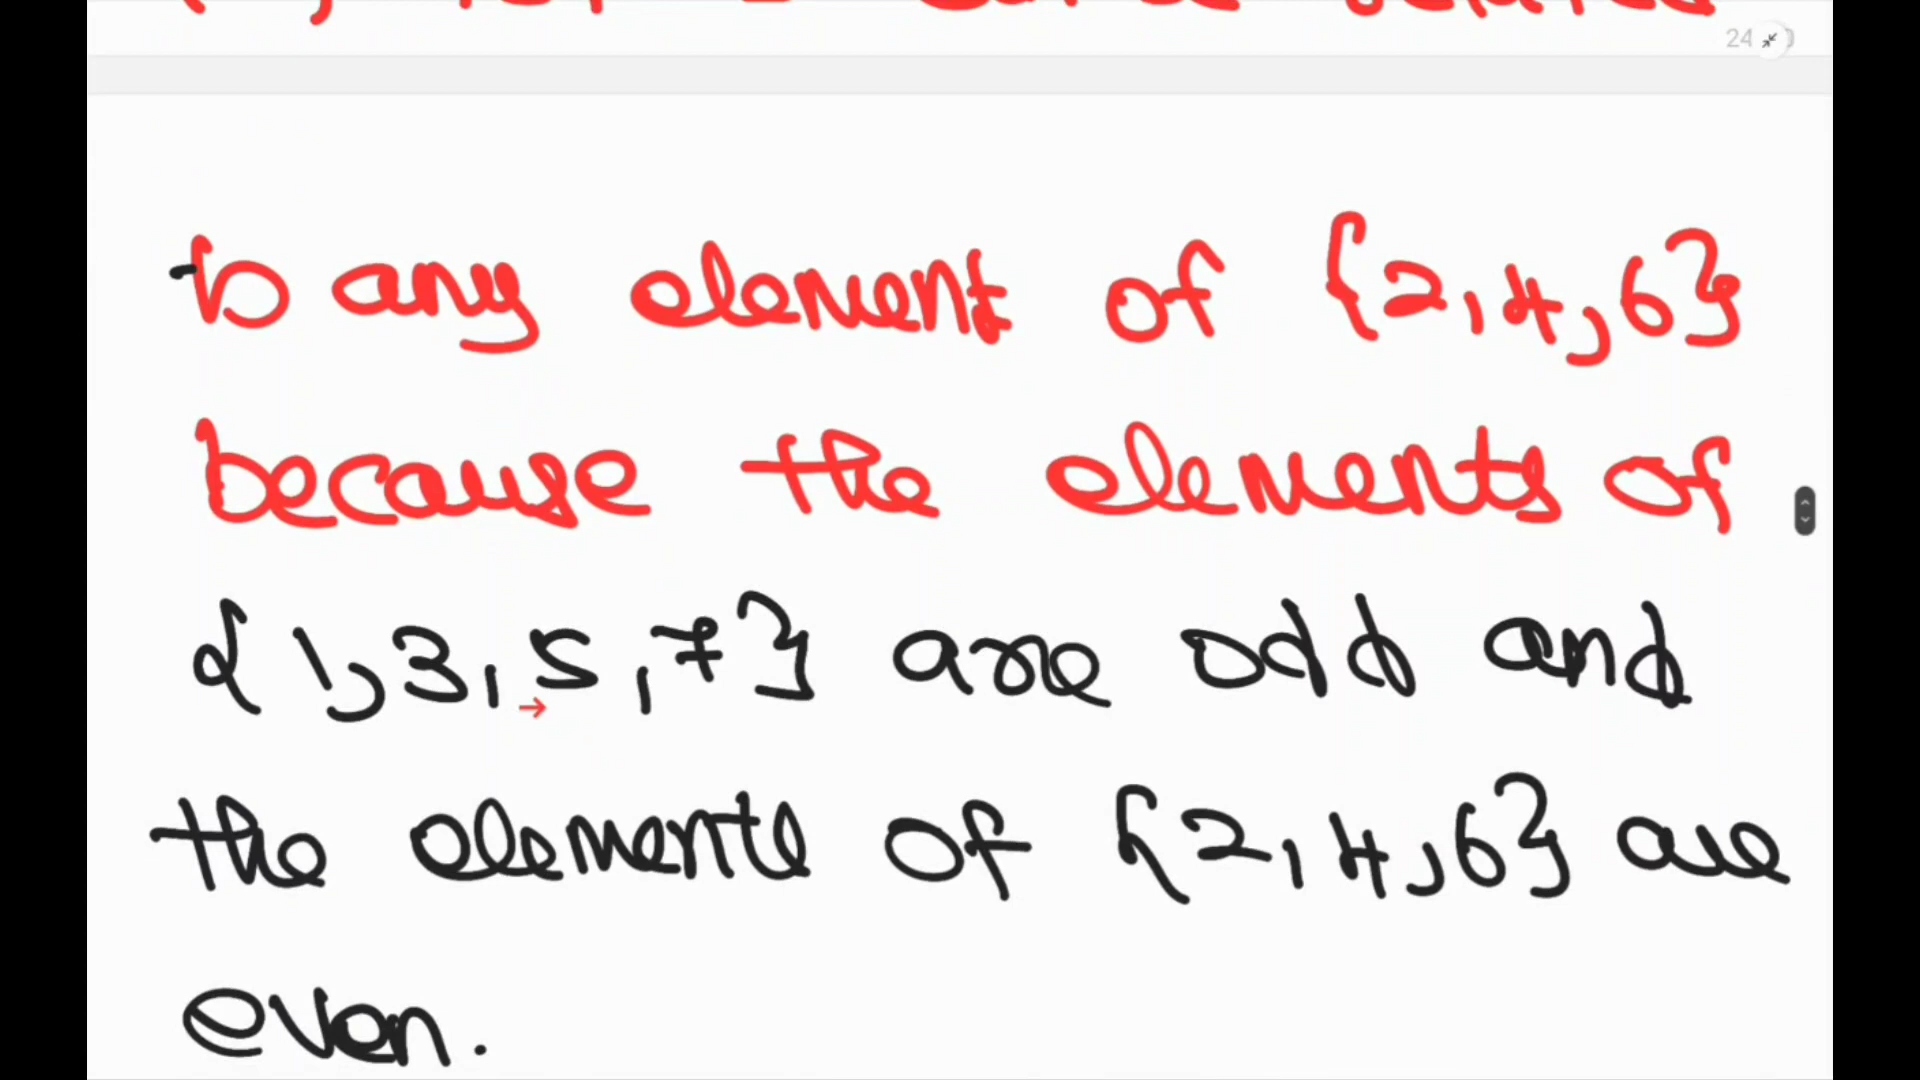 24
to any element of {2,4,6}
because the elements of
{1,3,5,7} are odd and
the elements of {2,4,6} are
even.